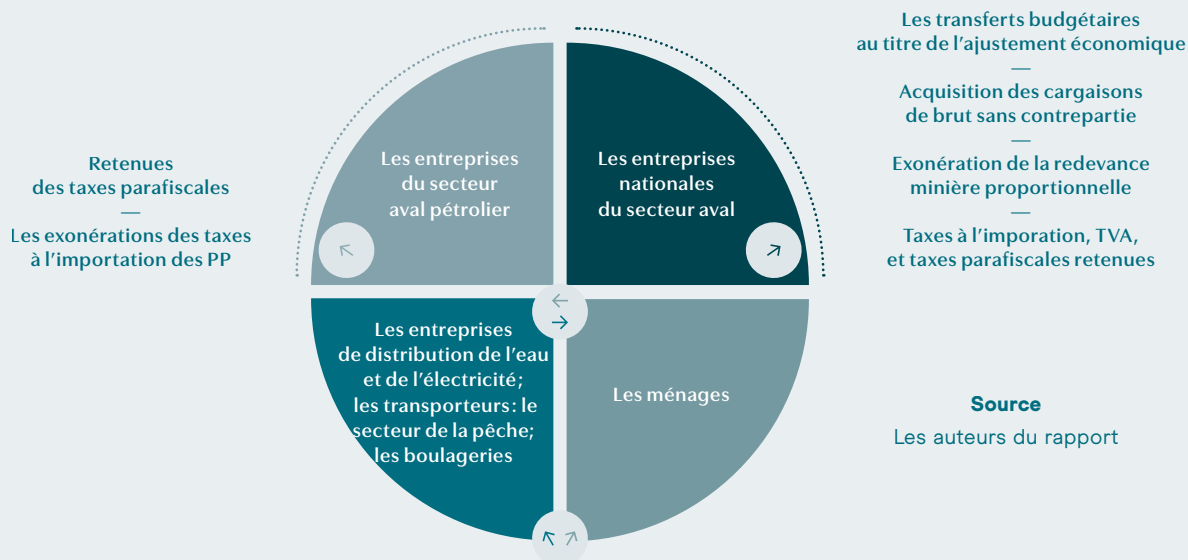 Retenues
des taxes parafiscales
—
Les exonérations des taxes
à l’importation des PP
Les entreprises
du secteur
aval pétrolier
Les entreprises
nationales
du secteur aval
Les transferts budgétaires
au titre de l’ajustement économique
—
Acquisition des cargaisons
de brut sans contrepartie
—
Exonération de la redevance
minière proportionnelle
—
Taxes à l’imporation, TVA,
et taxes parafiscales retenues
Les entreprises
de distribution de l’eau
et de l’électricité;
les transporteurs: le
secteur de la pêche;
les boulageries
Les ménages
Source
Les auteurs du rapport